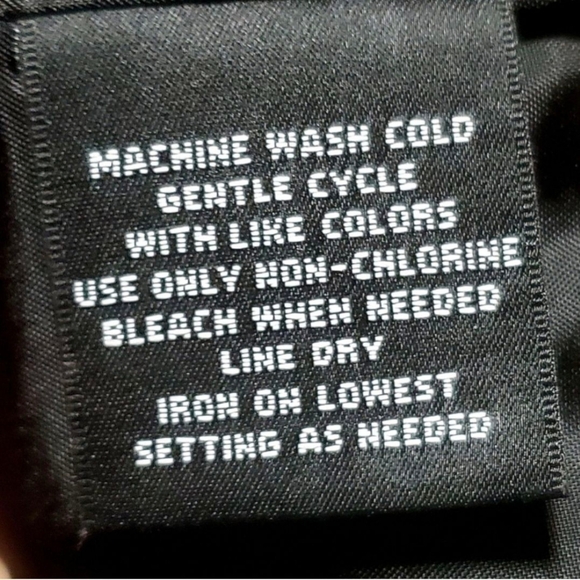 MACHINE WASH COLD
GENTLE CYCLE
WITH LIKE COLORS
USE ONLY NON-CHLORINE
BLEACH WHEN NEEDED
LINE DRY
IRON ON LOWEST
SETTING AS NEEDED